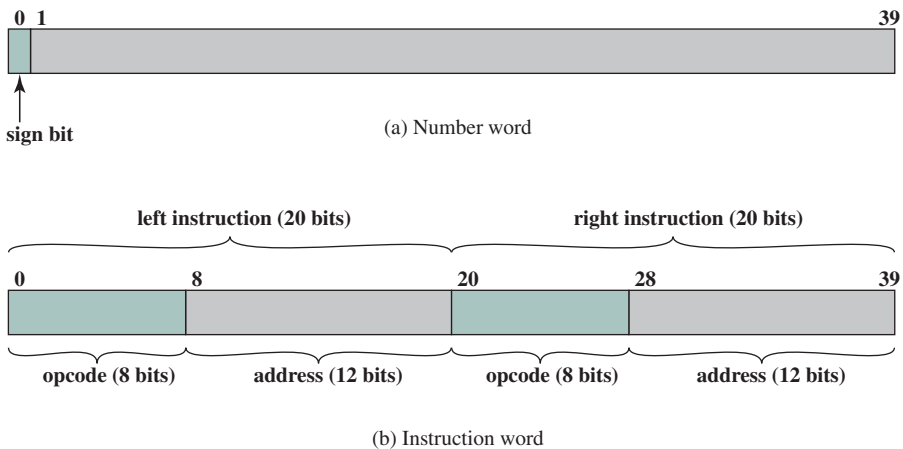 0 1 39
sign bit
(a) Number word
left instruction (20 bits) right instruction (20 bits)
0 8 20 28 39
opcode (8 bits) address (12 bits) opcode (8 bits) address (12 bits)
(b) Instruction word